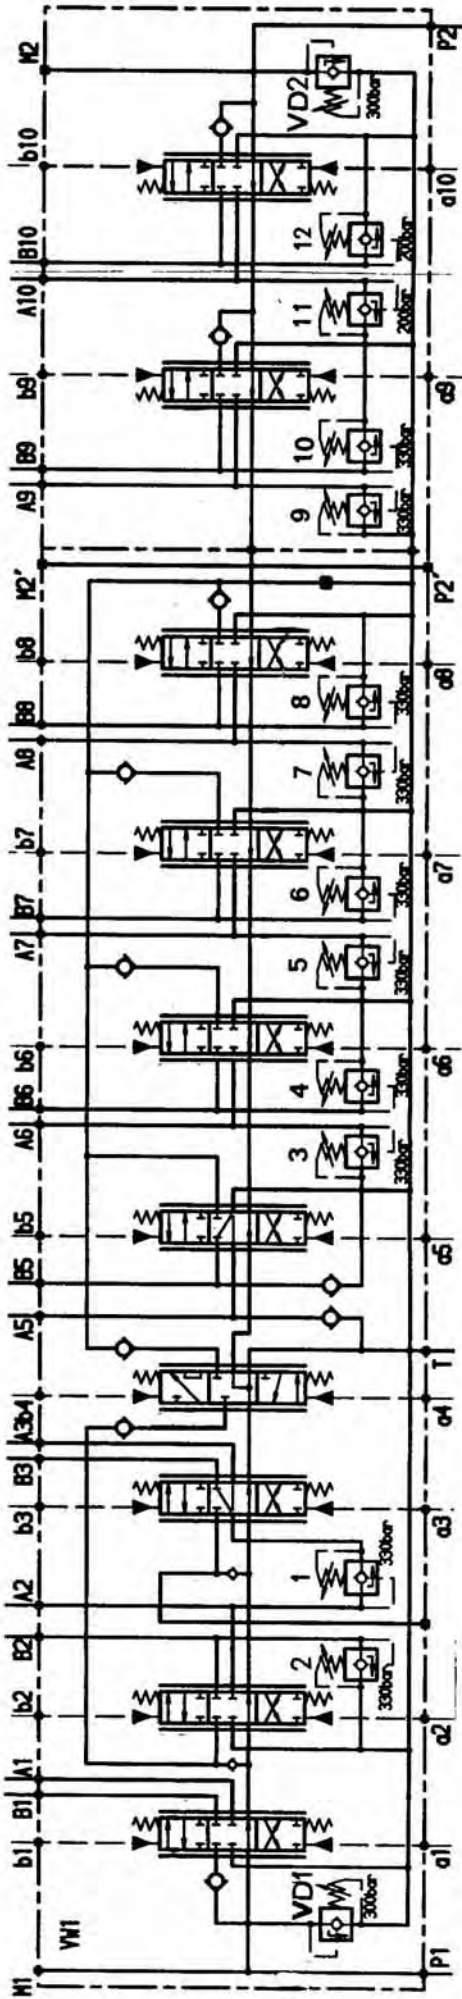 M1
b1
B1
A1
b2
B2
A2
b3
B3
A3b4
A5
B5
b5
A6
B6
b6
A7
B7
b7
A8
B8
b8
M2'
A9
B9
b9
A10
B10
b10
M2
VW1
VD1
300bar
2
330bar
1
330bar
3
330bar
4
330bar
5
330bar
6
330bar
7
330bar
8
330bar
9
330bar
10
330bar
11
200bar
12
200bar
VD2
300bar
P1
a1
a2
a3
a4
T
a5
a6
a7
a8
P2'
a9
a10
P2